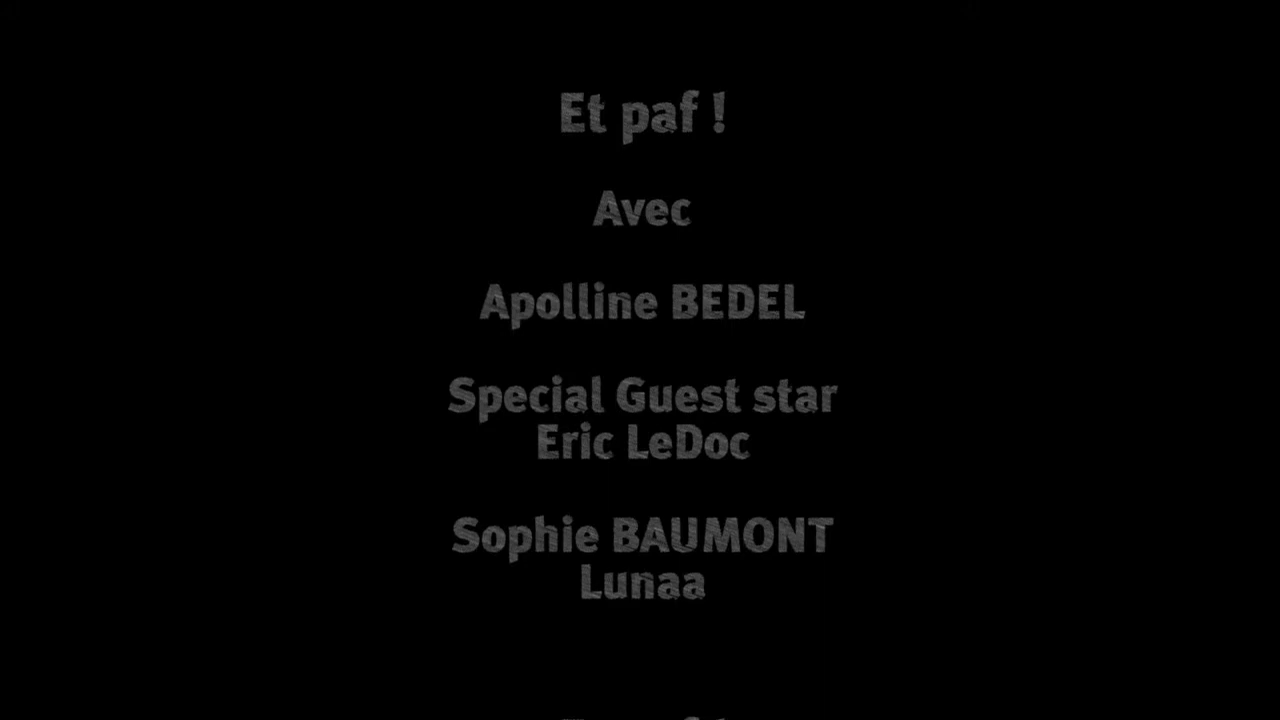 Et paf !
Avec
Apolline BEDEL
Special Guest star
Eric LeDoc
Sophie BAUMONT
Lunaa